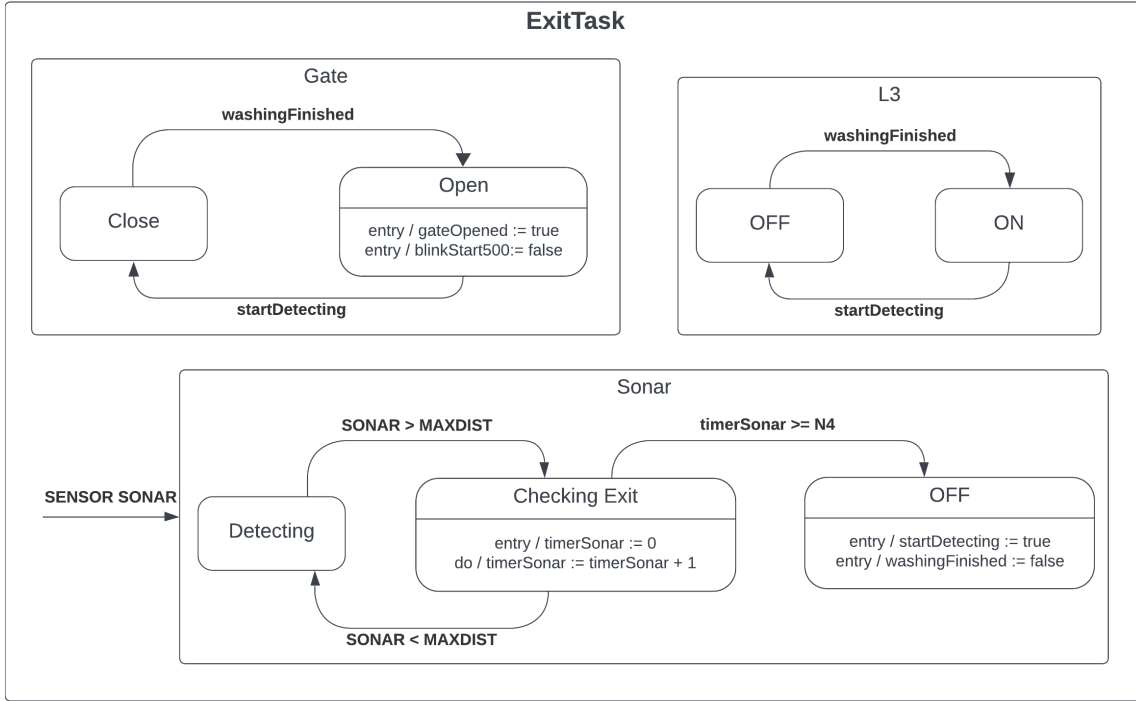 ExitTask
Gate
washingFinished
Close
Open
entry / gateOpened := true
entry / blinkStart500:= false
startDetecting
L3
washingFinished
OFF
ON
startDetecting
Sonar
SENSOR SONAR
SONAR > MAXDIST
timerSonar >= N4
Detecting
Checking Exit
entry / timerSonar := 0
do / timerSonar := timerSonar + 1
OFF
entry / startDetecting := true
entry / washingFinished := false
SONAR < MAXDIST